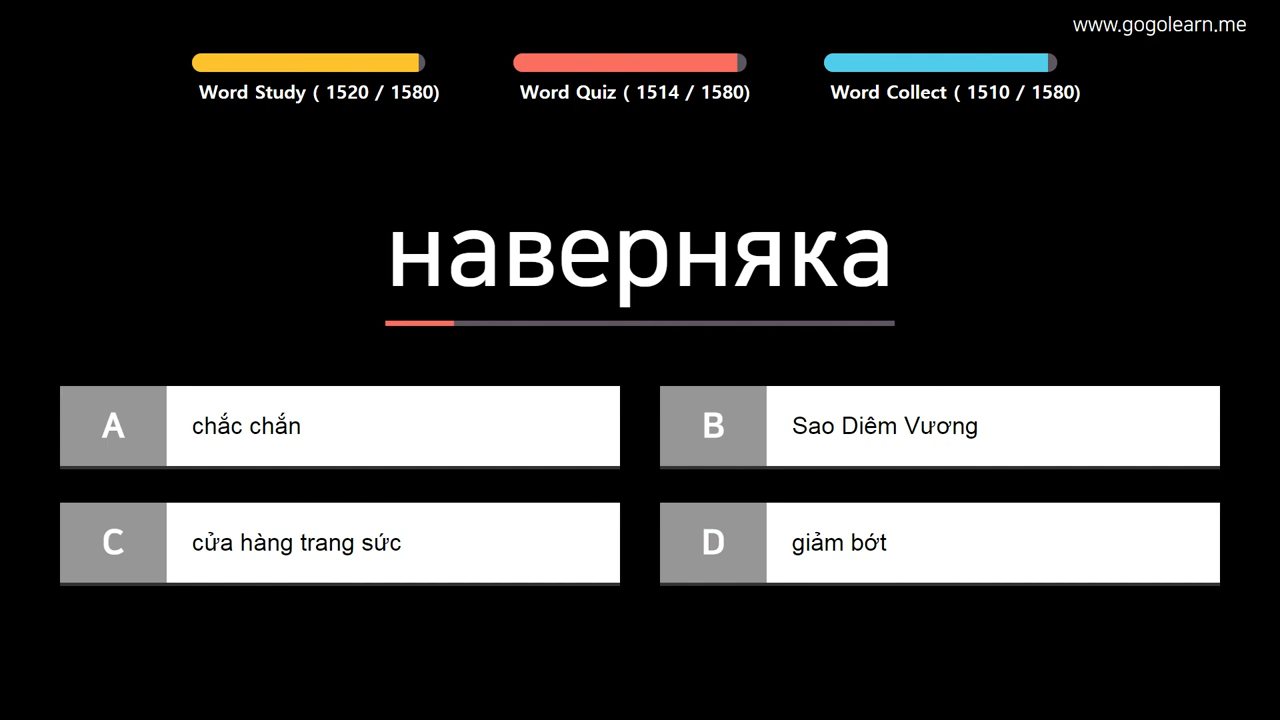 www.gogolearn.me
Word Study ( 1520 / 1580)
Word Quiz ( 1514 / 1580)
Word Collect ( 1510 / 1580)
наверняка
A chắc chắn
B Sao Diêm Vương
C cửa hàng trang sức
D giảm bớt